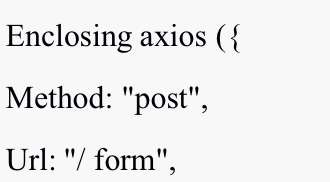 Enclosing axios ({
Method: "post",
Url: "/ form",